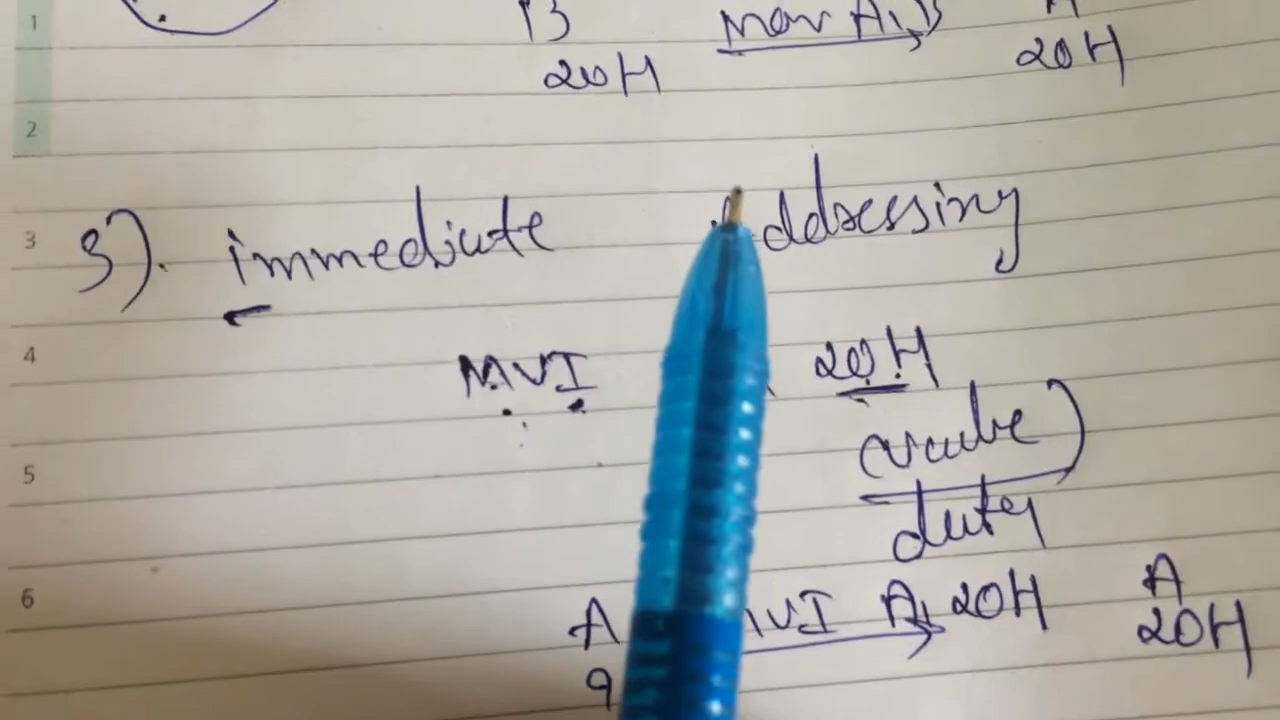 1
B mov A,B A
20H 20H
2
3 3). immediate addressing
4 MVI 20H
(value)
5 data
6 A MVI A, 20H A
9 20H